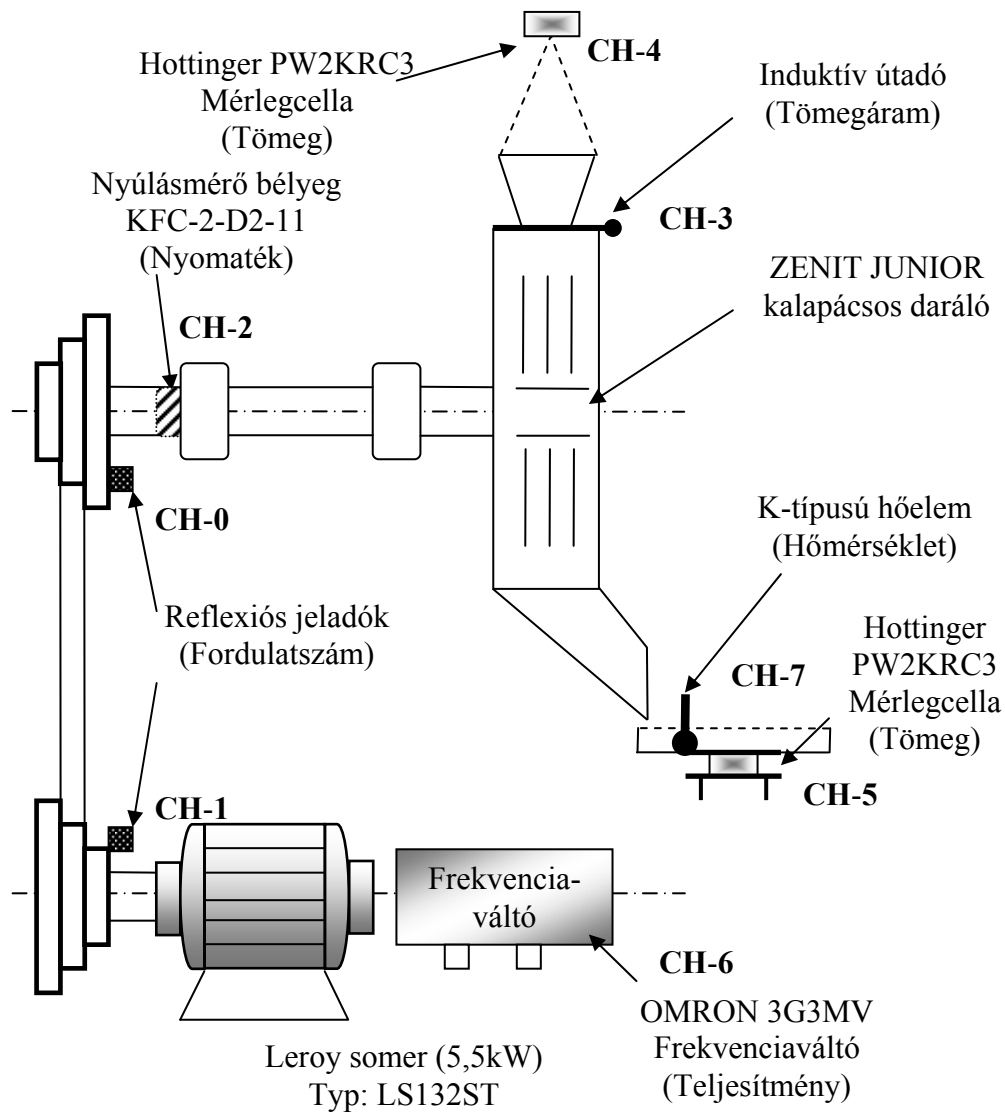 CH-4
Hottinger PW2KRC3
Mérlegcella
(Tömeg)
Induktív útadó
(Tömegáram)
Nyúlásmérő bélyeg
KFC-2-D2-11
(Nyomaték)
CH-3
ZENIT JUNIOR
kalapácsos daráló
CH-2
CH-0
K-típusú hőelem
(Hőmérséklet)
Reflexiós jeladók
(Fordulatszám)
Hottinger
PW2KRC3
Mérlegcella
(Tömeg)
CH-7
CH-5
CH-1
Frekvencia-
váltó
CH-6
OMRON 3G3MV
Frekvenciaváltó
(Teljesítmény)
Leroy somer (5,5kW)
Typ: LS132ST